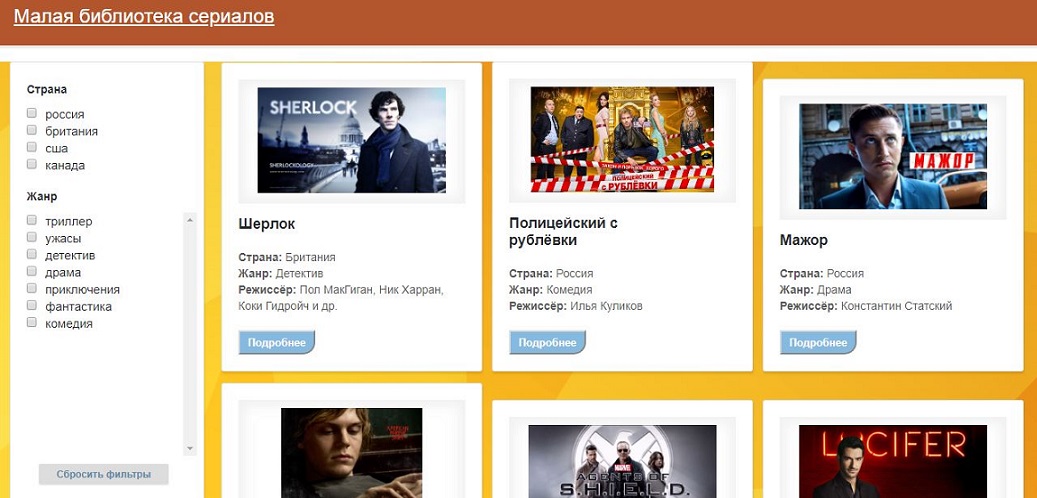 Малая библиотека сериалов
Страна
россия
британия
сша
канада
Жанр
триллер
ужасы
детектив
драма
приключения
фантастика
комедия
Сбросить фильтры
SHERLOCK
SHERLOCKOLOGY
Шерлок
Страна: Британия
Жанр: Детектив
Режиссёр: Пол МакГиган, Ник Харран,
Коки Гидройч и др.
Подробнее
ПОЛИЦЕЙСКИЙ
С РУБЛЁВКИ
Полицейский с
рублёвки
Страна: Россия
Жанр: Комедия
Режиссёр: Илья Куликов
Подробнее
МАЖОР
Мажор
Страна: Россия
Жанр: Драма
Режиссёр: Константин Статский
Подробнее
MARVEL
AGENTS OF
S.H.I.E.L.D.
LUCIFER